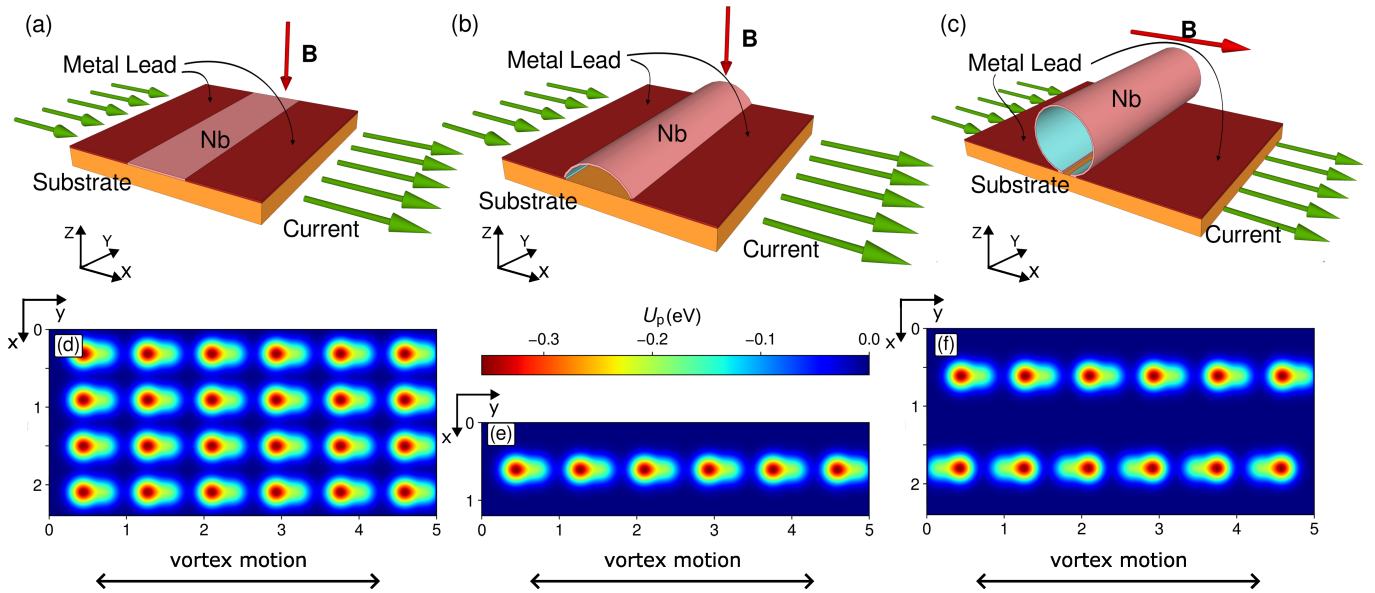 (a)
B
Metal Lead
Nb
Substrate
Current
Z
Y
X
(b)
B
Metal Lead
Nb
Substrate
Current
Z
Y
X
(c)
B
Metal Lead
Nb
Substrate
Current
Z
Y
X
y
x
(d)
0
1
2
0 1 2 3 4 5
vortex motion
Up(eV)
−0.3 −0.2 −0.1 0.0
y
x
(e)
0
1
0 1 2 3 4 5
vortex motion
y
x
(f)
0
1
2
0 1 2 3 4 5
vortex motion